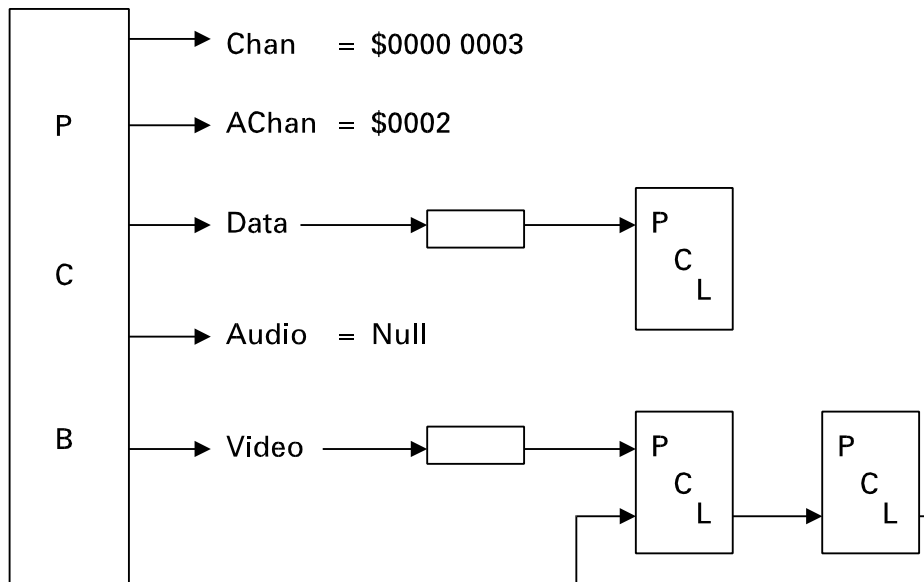 Chan = $0000 0003
P
AChan = $0002
Data
P
C
L
C
Audio = Null
B
Video
P
C
L
P
C
L